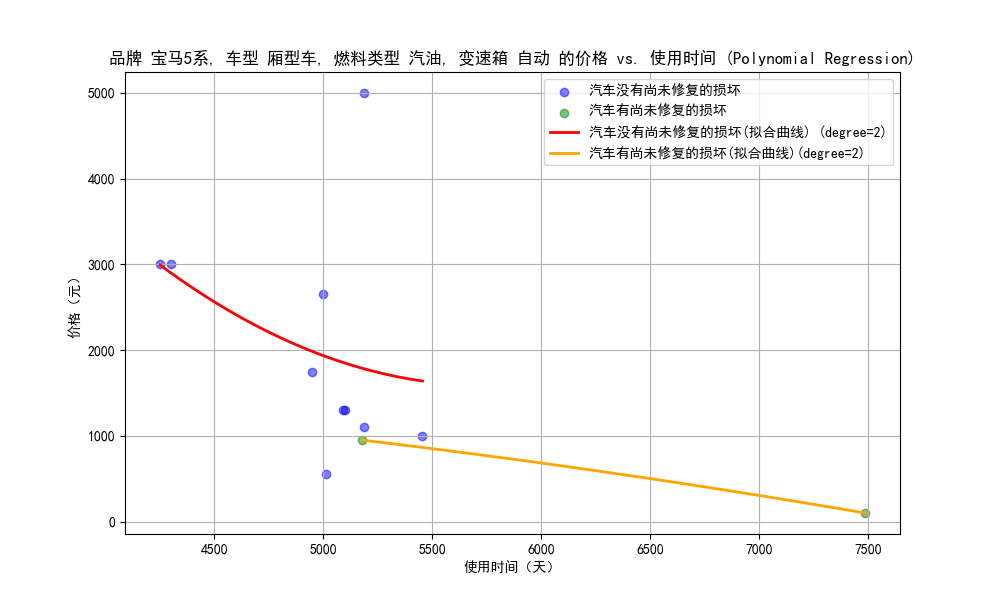 品牌 宝马5系, 车型 厢型车, 燃料类型 汽油, 变速箱 自动 的价格 vs. 使用时间 (Polynomial Regression)
汽车没有尚未修复的损坏
汽车有尚未修复的损坏
汽车没有尚未修复的损坏(拟合曲线) (degree=2)
汽车有尚未修复的损坏(拟合曲线)(degree=2)
价格（元）
5000
4000
3000
2000
1000
0
4500 5000 5500 6000 6500 7000 7500
使用时间（天）